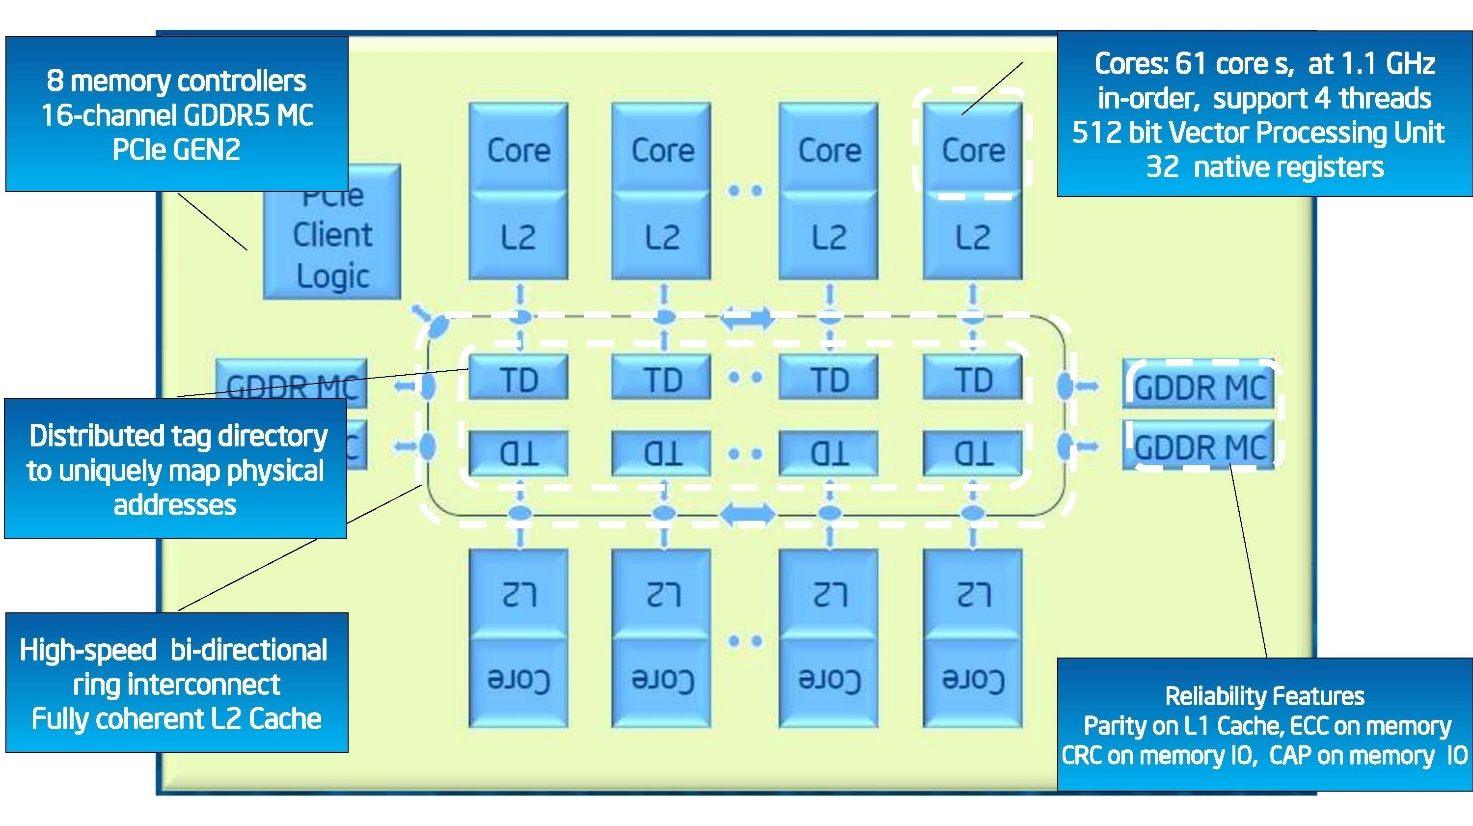 8 memory controllers
16-channel GDDR5 MC
PCIe GEN2
Cores: 61 core s, at 1.1 GHz
in-order, support 4 threads
512 bit Vector Processing Unit
32 native registers
PCIe
Client
Logic
Core
Core
Core
Core
L2
L2
L2
L2
GDDR MC
TD
TD
TD
TD
GDDR MC
Distributed tag directory
to uniquely map physical
addresses
TD
TD
TD
TD
GDDR MC
L2
L2
L2
L2
Core
Core
Core
Core
High-speed bi-directional
ring interconnect
Fully coherent L2 Cache
Reliability Features
Parity on L1 Cache, ECC on memory
CRC on memory IO, CAP on memory IO